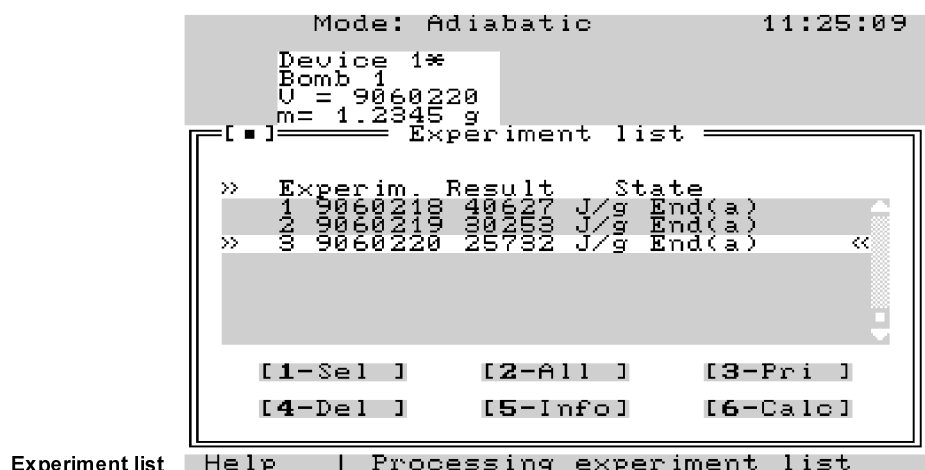 Mode: Adiabatic 11:25:09
Device 1*
Bomb 1
V = 9060220
m= 1.2345 g
[■] Experiment list
» Experim. Result State
1 9060218 40627 J/g End(a)
2 9060219 30253 J/g End(a)
» 3 9060220 25732 J/g End(a) «
[1-Sel ] [2-All ] [3-Pri ]
[4-Del ] [5-Info] [6-Calc]
Experiment list Help | Processing experiment list